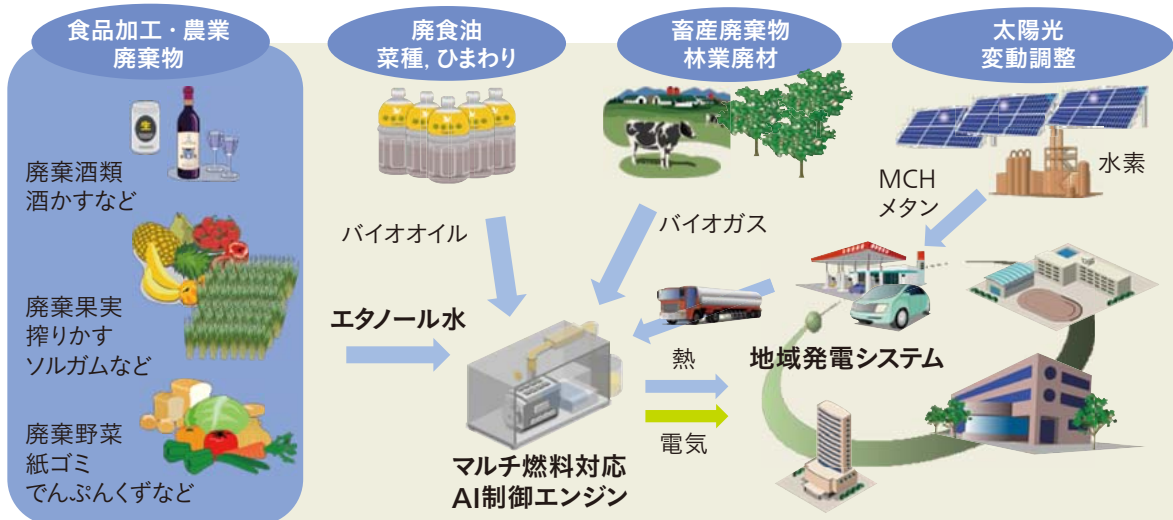 食品加工・農業
廃棄物
廃棄酒類
酒かすなど
廃棄果実
搾りかす
ソルガムなど
廃棄野菜
紙ゴミ
でんぷんくずなど
廃食油
菜種, ひまわり
バイオオイル
エタノール水
畜産廃棄物
林業廃材
バイオガス
太陽光
変動調整
水素
MCH
メタン
熱
電気
地域発電システム
マルチ燃料対応
AI制御エンジン